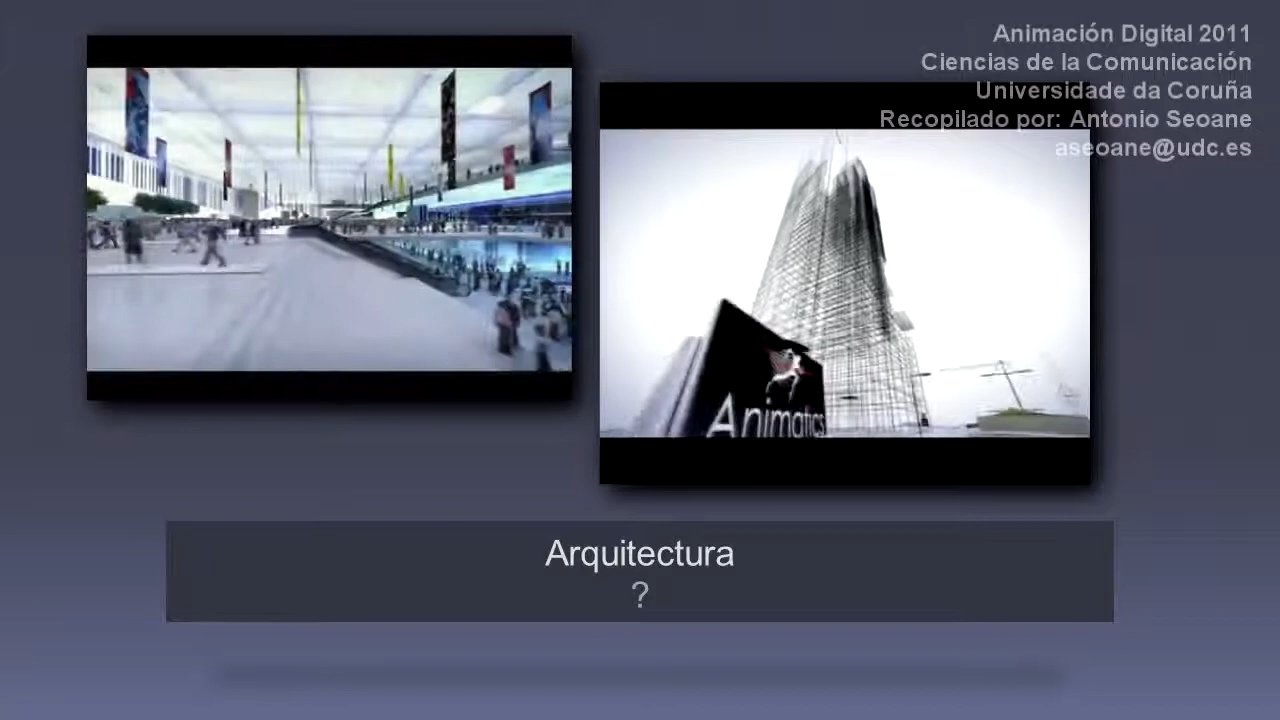 Animación Digital 2011
Ciencias de la Comunicación
Universidade da Coruña
Recopilado por: Antonio Seoane
aseoane@udc.es
Animatics
Arquitectura
?